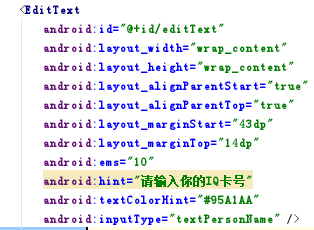 <EditText
android:id="@+id/editText"
android:layout_width="wrap_content"
android:layout_height="wrap_content"
android:layout_alignParentStart="true"
android:layout_alignParentTop="true"
android:layout_marginStart="43dp"
android:layout_marginTop="14dp"
android:ems="10"
android:hint="请输入你的IQ卡号"
android:textColorHint="#95A1AA"
android:inputType="textPersonName" />